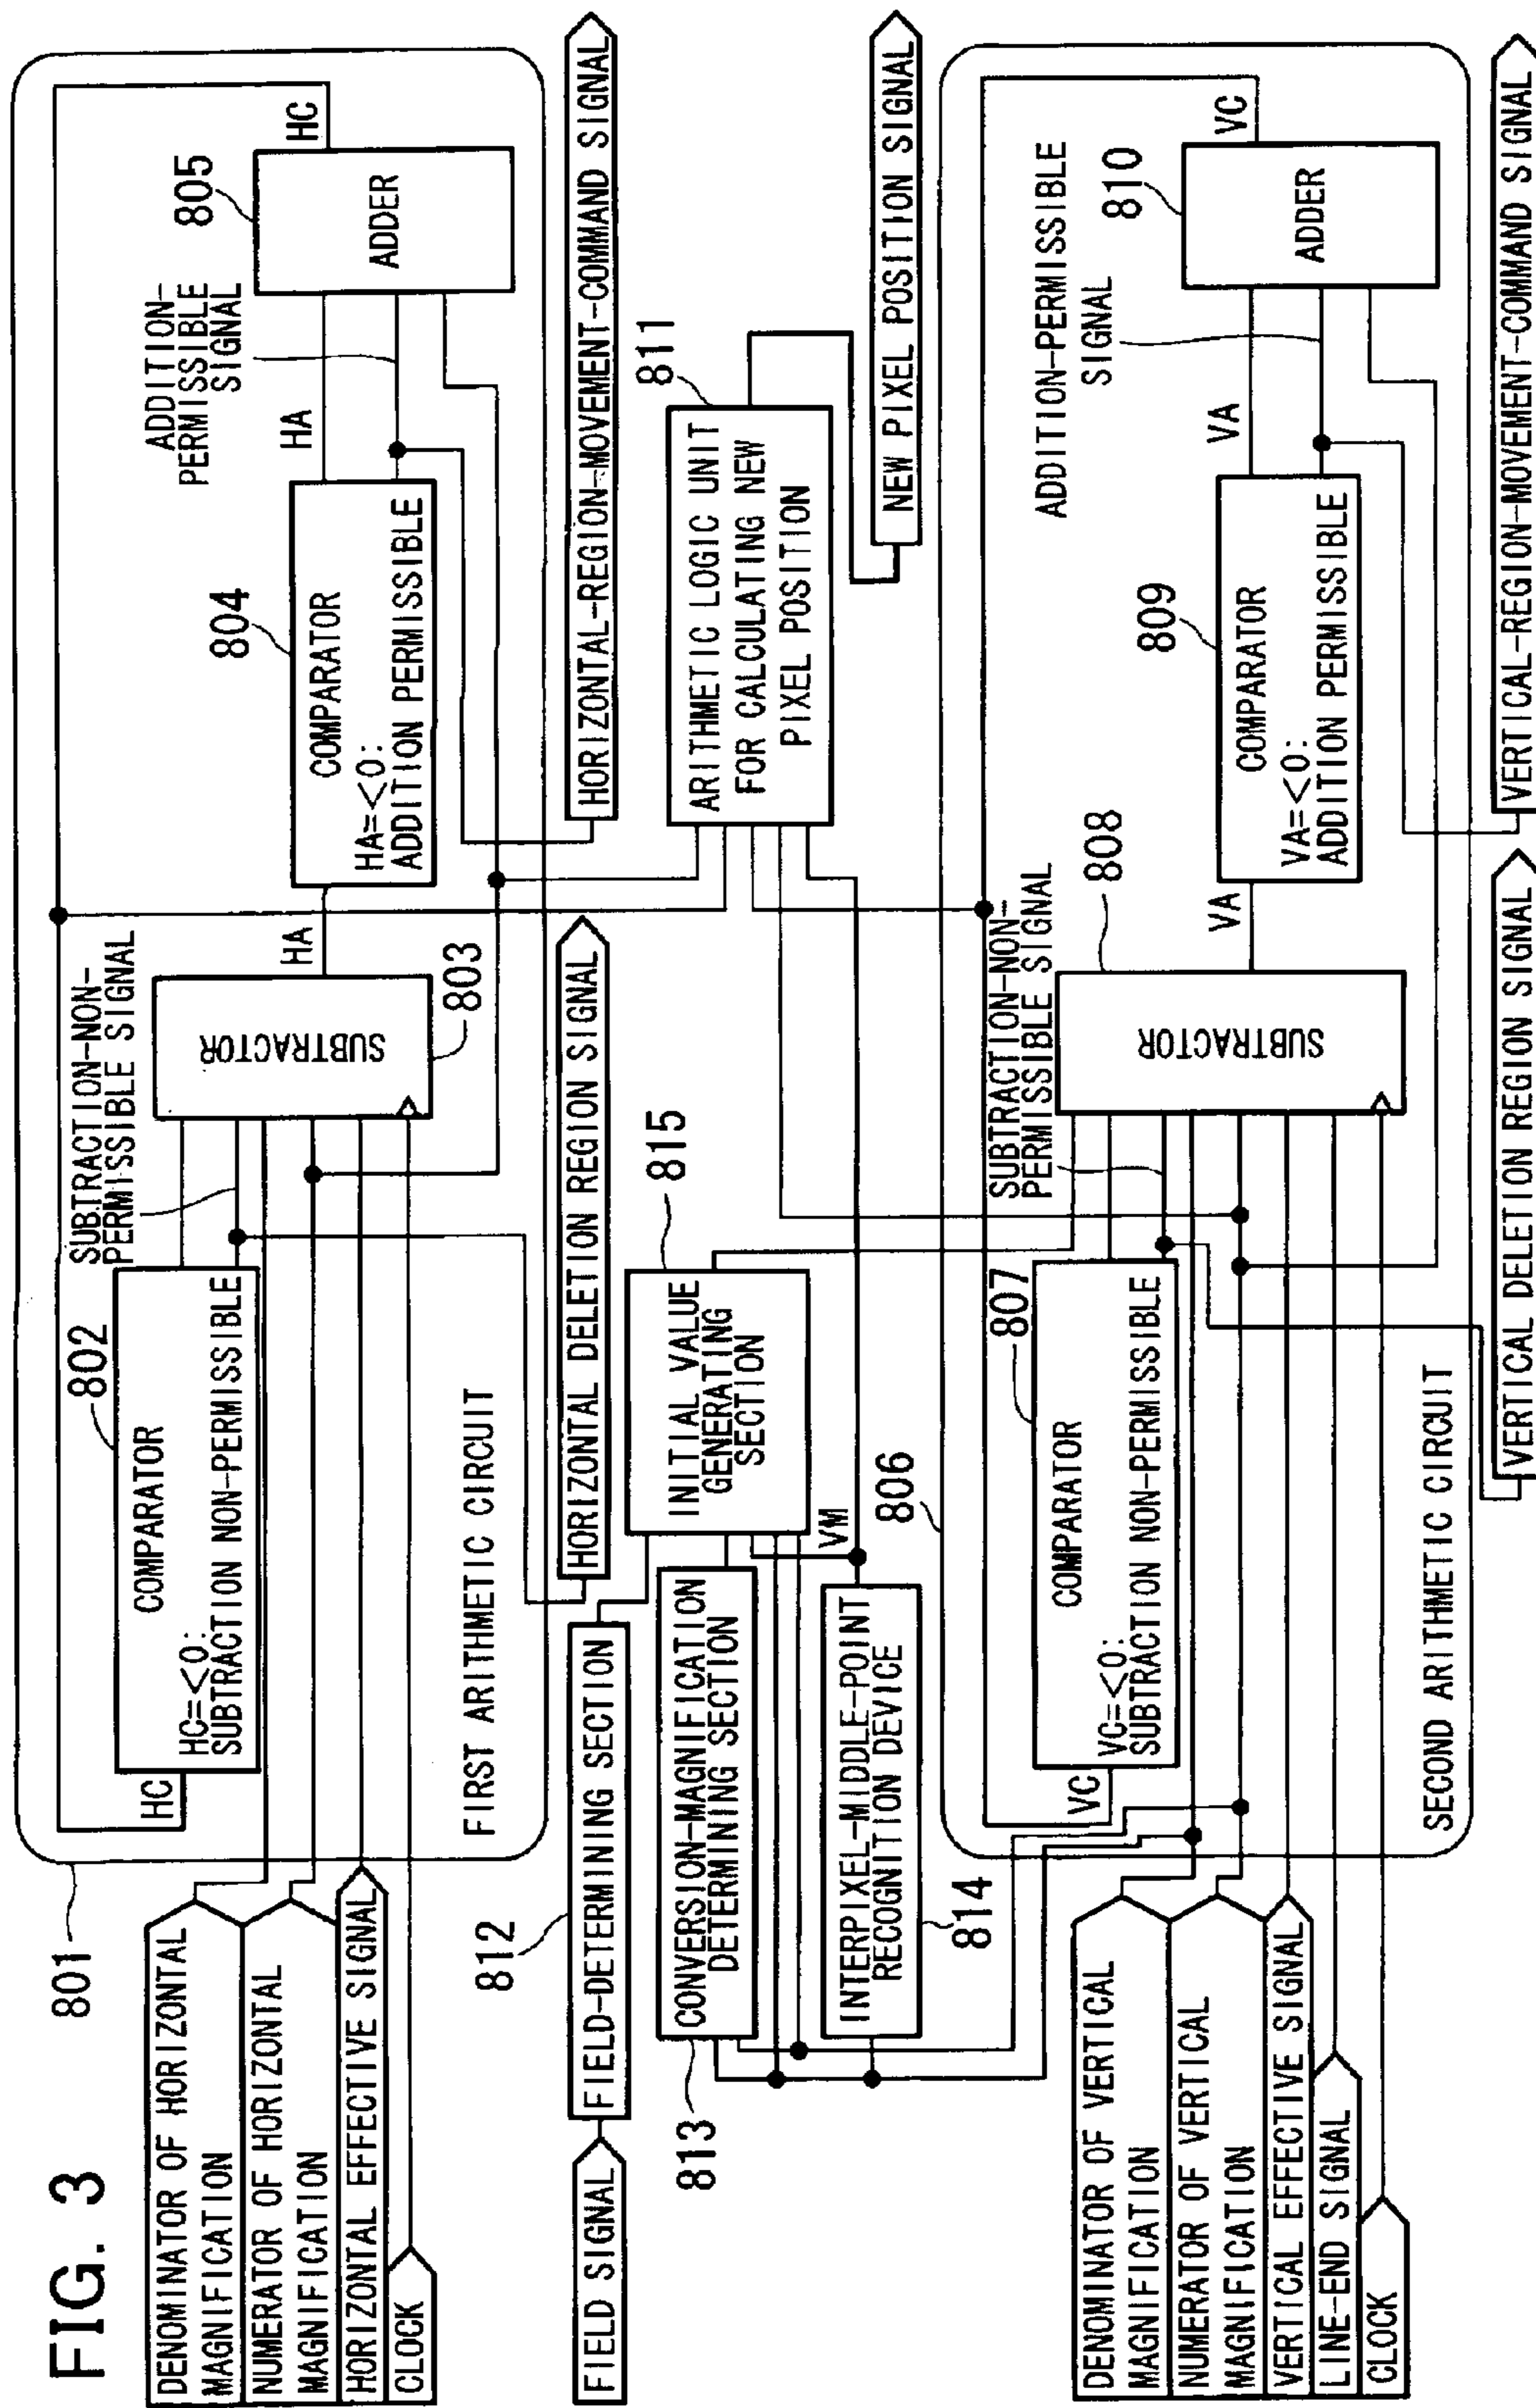 FIG. 3
801
DENOMINATOR OF HORIZONTAL
MAGNIFICATION
NUMERATOR OF HORIZONTAL
MAGNIFICATION
HORIZONTAL EFFECTIVE SIGNAL
CLOCK
HC
802
COMPARATOR
HC=<0:
SUBTRACTION NON-PERMISSIBLE
SUBTRACTION-NON-
PERMISSIBLE SIGNAL
SUBTRACTOR
803
HA
804
COMPARATOR
HA=<0:
ADDITION PERMISSIBLE
HA
ADDITION-
PERMISSIBLE
SIGNAL
805
ADDER
HC
FIRST ARITHMETIC CIRCUIT
HORIZONTAL DELETION REGION SIGNAL
HORIZONTAL-REGION-MOVEMENT-COMMAND SIGNAL
FIELD SIGNAL
812
FIELD-DETERMINING SECTION
813
CONVERSION-MAGNIFICATION
DETERMINING SECTION
INTERPIXEL-MIDDLE-POINT
RECOGNITION DEVICE
814
815
INITIAL VALUE
GENERATING
SECTION
VM
811
ARITHMETIC LOGIC UNIT
FOR CALCULATING NEW
PIXEL POSITION
NEW PIXEL POSITION SIGNAL
806
DENOMINATOR OF VERTICAL
MAGNIFICATION
NUMERATOR OF VERTICAL
MAGNIFICATION
VERTICAL EFFECTIVE SIGNAL
LINE-END SIGNAL
CLOCK
VC
807
COMPARATOR
VC=<0:
SUBTRACTION NON-PERMISSIBLE
SUBTRACTION-NON-
PERMISSIBLE SIGNAL
808
SUBTRACTOR
VA
809
COMPARATOR
VA=<0:
ADDITION PERMISSIBLE
VA
ADDITION-PERMISSIBLE
SIGNAL
810
ADDER
VC
SECOND ARITHMETIC CIRCUIT
VERTICAL DELETION REGION SIGNAL
VERTICAL-REGION-MOVEMENT-COMMAND SIGNAL